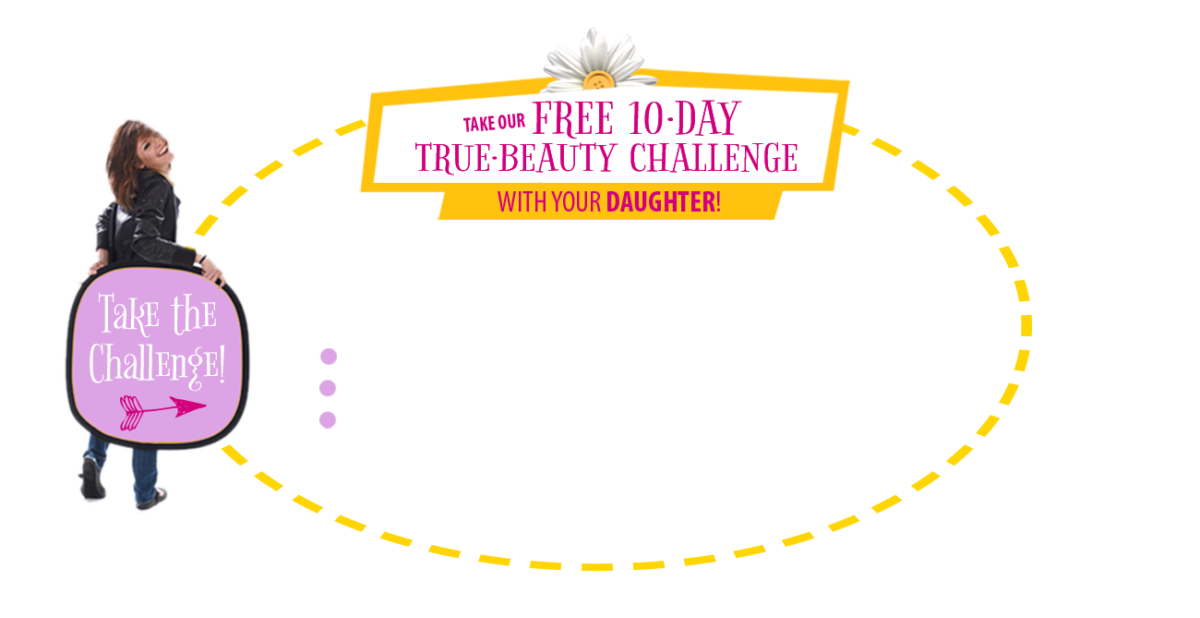 TAKE OUR FREE 10-DAY
TRUE-BEAUTY CHALLENGE
WITH YOUR DAUGHTER!
Take the
Challenge!